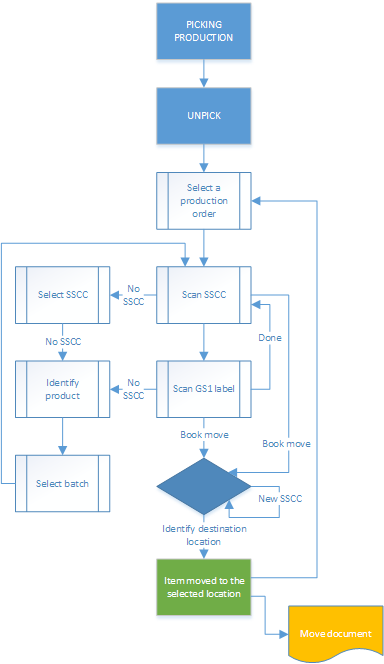 PICKING
PRODUCTION
UNPICK
Select a
production
order
Select SSCC
No
SSCC
Scan SSCC
No SSCC
Done
Identify
product
No
SSCC
Scan GS1 label
Book move
Book move
Select batch
New SSCC
Identify destination
location
Item moved to the
selected location
Move document